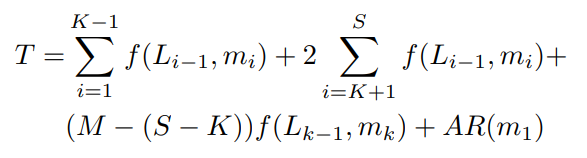 T = \sum_{i=1}^{K-1} f(L_{i-1}, m_i) + 2 \sum_{i=K+1}^{S} f(L_{i-1}, m_i) +
(M - (S - K)) f(L_{k-1}, m_k) + AR(m_1)